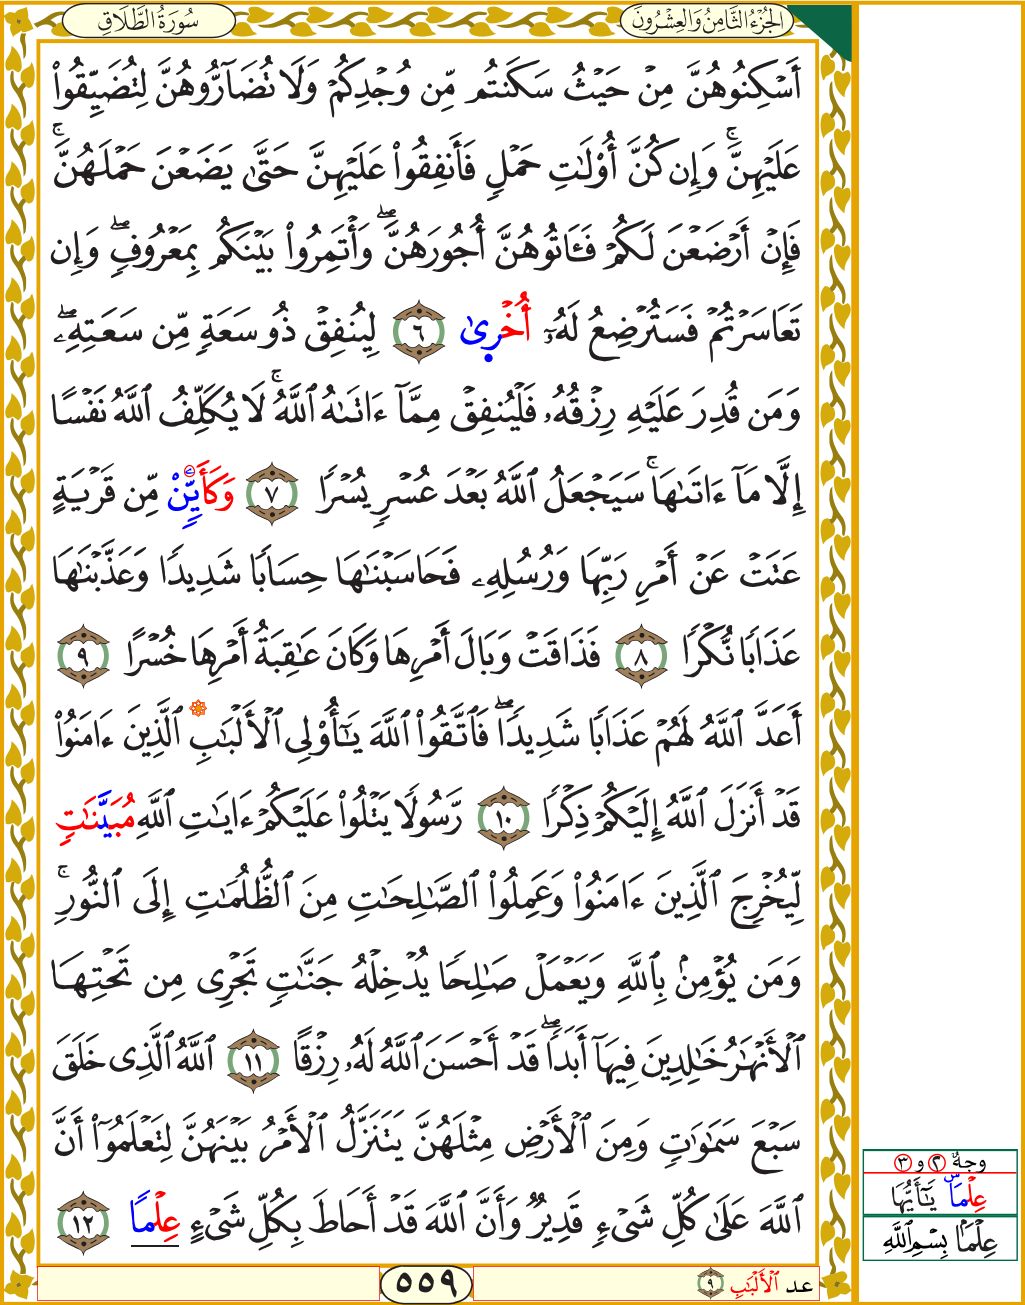 الجُزْءُ الثَّامِنُ وَالعِشْرُونَ
سُورَةُ الطَّلَاقِ
أَسْكِنُوهُنَّ مِنْ حَيْثُ سَكَنتُم مِّن وُجْدِكُمْ وَلَا تُضَآرُّوهُنَّ لِتُضَيِّقُوا۟
عَلَيْهِنَّ ۚ وَإِن كُنَّ أُو۟لَـٰتِ حَمْلٍ فَأَنفِقُوا۟ عَلَيْهِنَّ حَتَّىٰ يَضَعْنَ حَمْلَهُنَّ ۚ
فَإِنْ أَرْضَعْنَ لَكُمْ فَـَٔاتُوهُنَّ أُجُورَهُنَّ ۖ وَأْتَمِرُوا۟ بَيْنَكُم بِمَعْرُوفٍ ۖ وَإِن
تَعَاسَرْتُمْ فَسَتُرْضِعُ لَهُۥٓ أُخْرَىٰ ٦ لِيُنفِقْ ذُو سَعَةٍ مِّن سَعَتِهِۦ ۖ
وَمَن قُدِرَ عَلَيْهِ رِزْقُهُۥ فَلْيُنفِقْ مِمَّآ ءَاتَىٰهُ ٱللَّهُ ۚ لَا يُكَلِّفُ ٱللَّهُ نَفْسًا
إِلَّا مَآ ءَاتَىٰهَا ۚ سَيَجْعَلُ ٱللَّهُ بَعْدَ عُسْرٍ يُسْرًا ٧ وَكَأَيِّن مِّن قَرْيَةٍ
عَتَتْ عَنْ أَمْرِ رَبِّهَا وَرُسُلِهِۦ فَحَاسَبْنَـٰهَا حِسَابًا شَدِيدًا وَعَذَّبْنَـٰهَا
عَذَابًا نُّكْرًا ٨ فَذَاقَتْ وَبَالَ أَمْرِهَا وَكَانَ عَـٰقِبَةُ أَمْرِهَا خُسْرًا ٩
أَعَدَّ ٱللَّهُ لَهُمْ عَذَابًا شَدِيدًا ۖ فَٱتَّقُوا۟ ٱللَّهَ يَـٰٓأُو۟لِى ٱلْأَلْبَـٰبِ ٱلَّذِينَ ءَامَنُوا۟
قَدْ أَنزَلَ ٱللَّهُ إِلَيْكُمْ ذِكْرًا ١٠ رَّسُولًا يَتْلُوا۟ عَلَيْكُمْ ءَايَـٰتِ ٱللَّهِ مُبَيَّنَـٰتٍ
لِّيُخْرِجَ ٱلَّذِينَ ءَامَنُوا۟ وَعَمِلُوا۟ ٱلصَّـٰلِحَـٰتِ مِنَ ٱلظُّلُمَـٰتِ إِلَى ٱلنُّورِ ۚ
وَمَن يُؤْمِنۢ بِٱللَّهِ وَيَعْمَلْ صَـٰلِحًا يُدْخِلْهُ جَنَّـٰتٍ تَجْرِى مِن تَحْتِهَا
ٱلْأَنْهَـٰرُ خَـٰلِدِينَ فِيهَآ أَبَدًا ۖ قَدْ أَحْسَنَ ٱللَّهُ لَهُۥ رِزْقًا ١١ ٱللَّهُ ٱلَّذِى خَلَقَ
سَبْعَ سَمَـٰوَٰتٍ وَمِنَ ٱلْأَرْضِ مِثْلَهُنَّ يَتَنَزَّلُ ٱلْأَمْرُ بَيْنَهُنَّ لِتَعْلَمُوٓا۟ أَنَّ
ٱللَّهَ عَلَىٰ كُلِّ شَىْءٍ قَدِيرٌ وَأَنَّ ٱللَّهَ قَدْ أَحَاطَ بِكُلِّ شَىْءٍ عِلْمًا ١٢
وجهُ ٢ و ٣
عِلْمًا س يَـٰٓأَيُّهَا
عِلْمًا بِسْمِ ٱللَّهِ
عد ٱلْأَلْبَـٰبِ ٩
٥٥٩